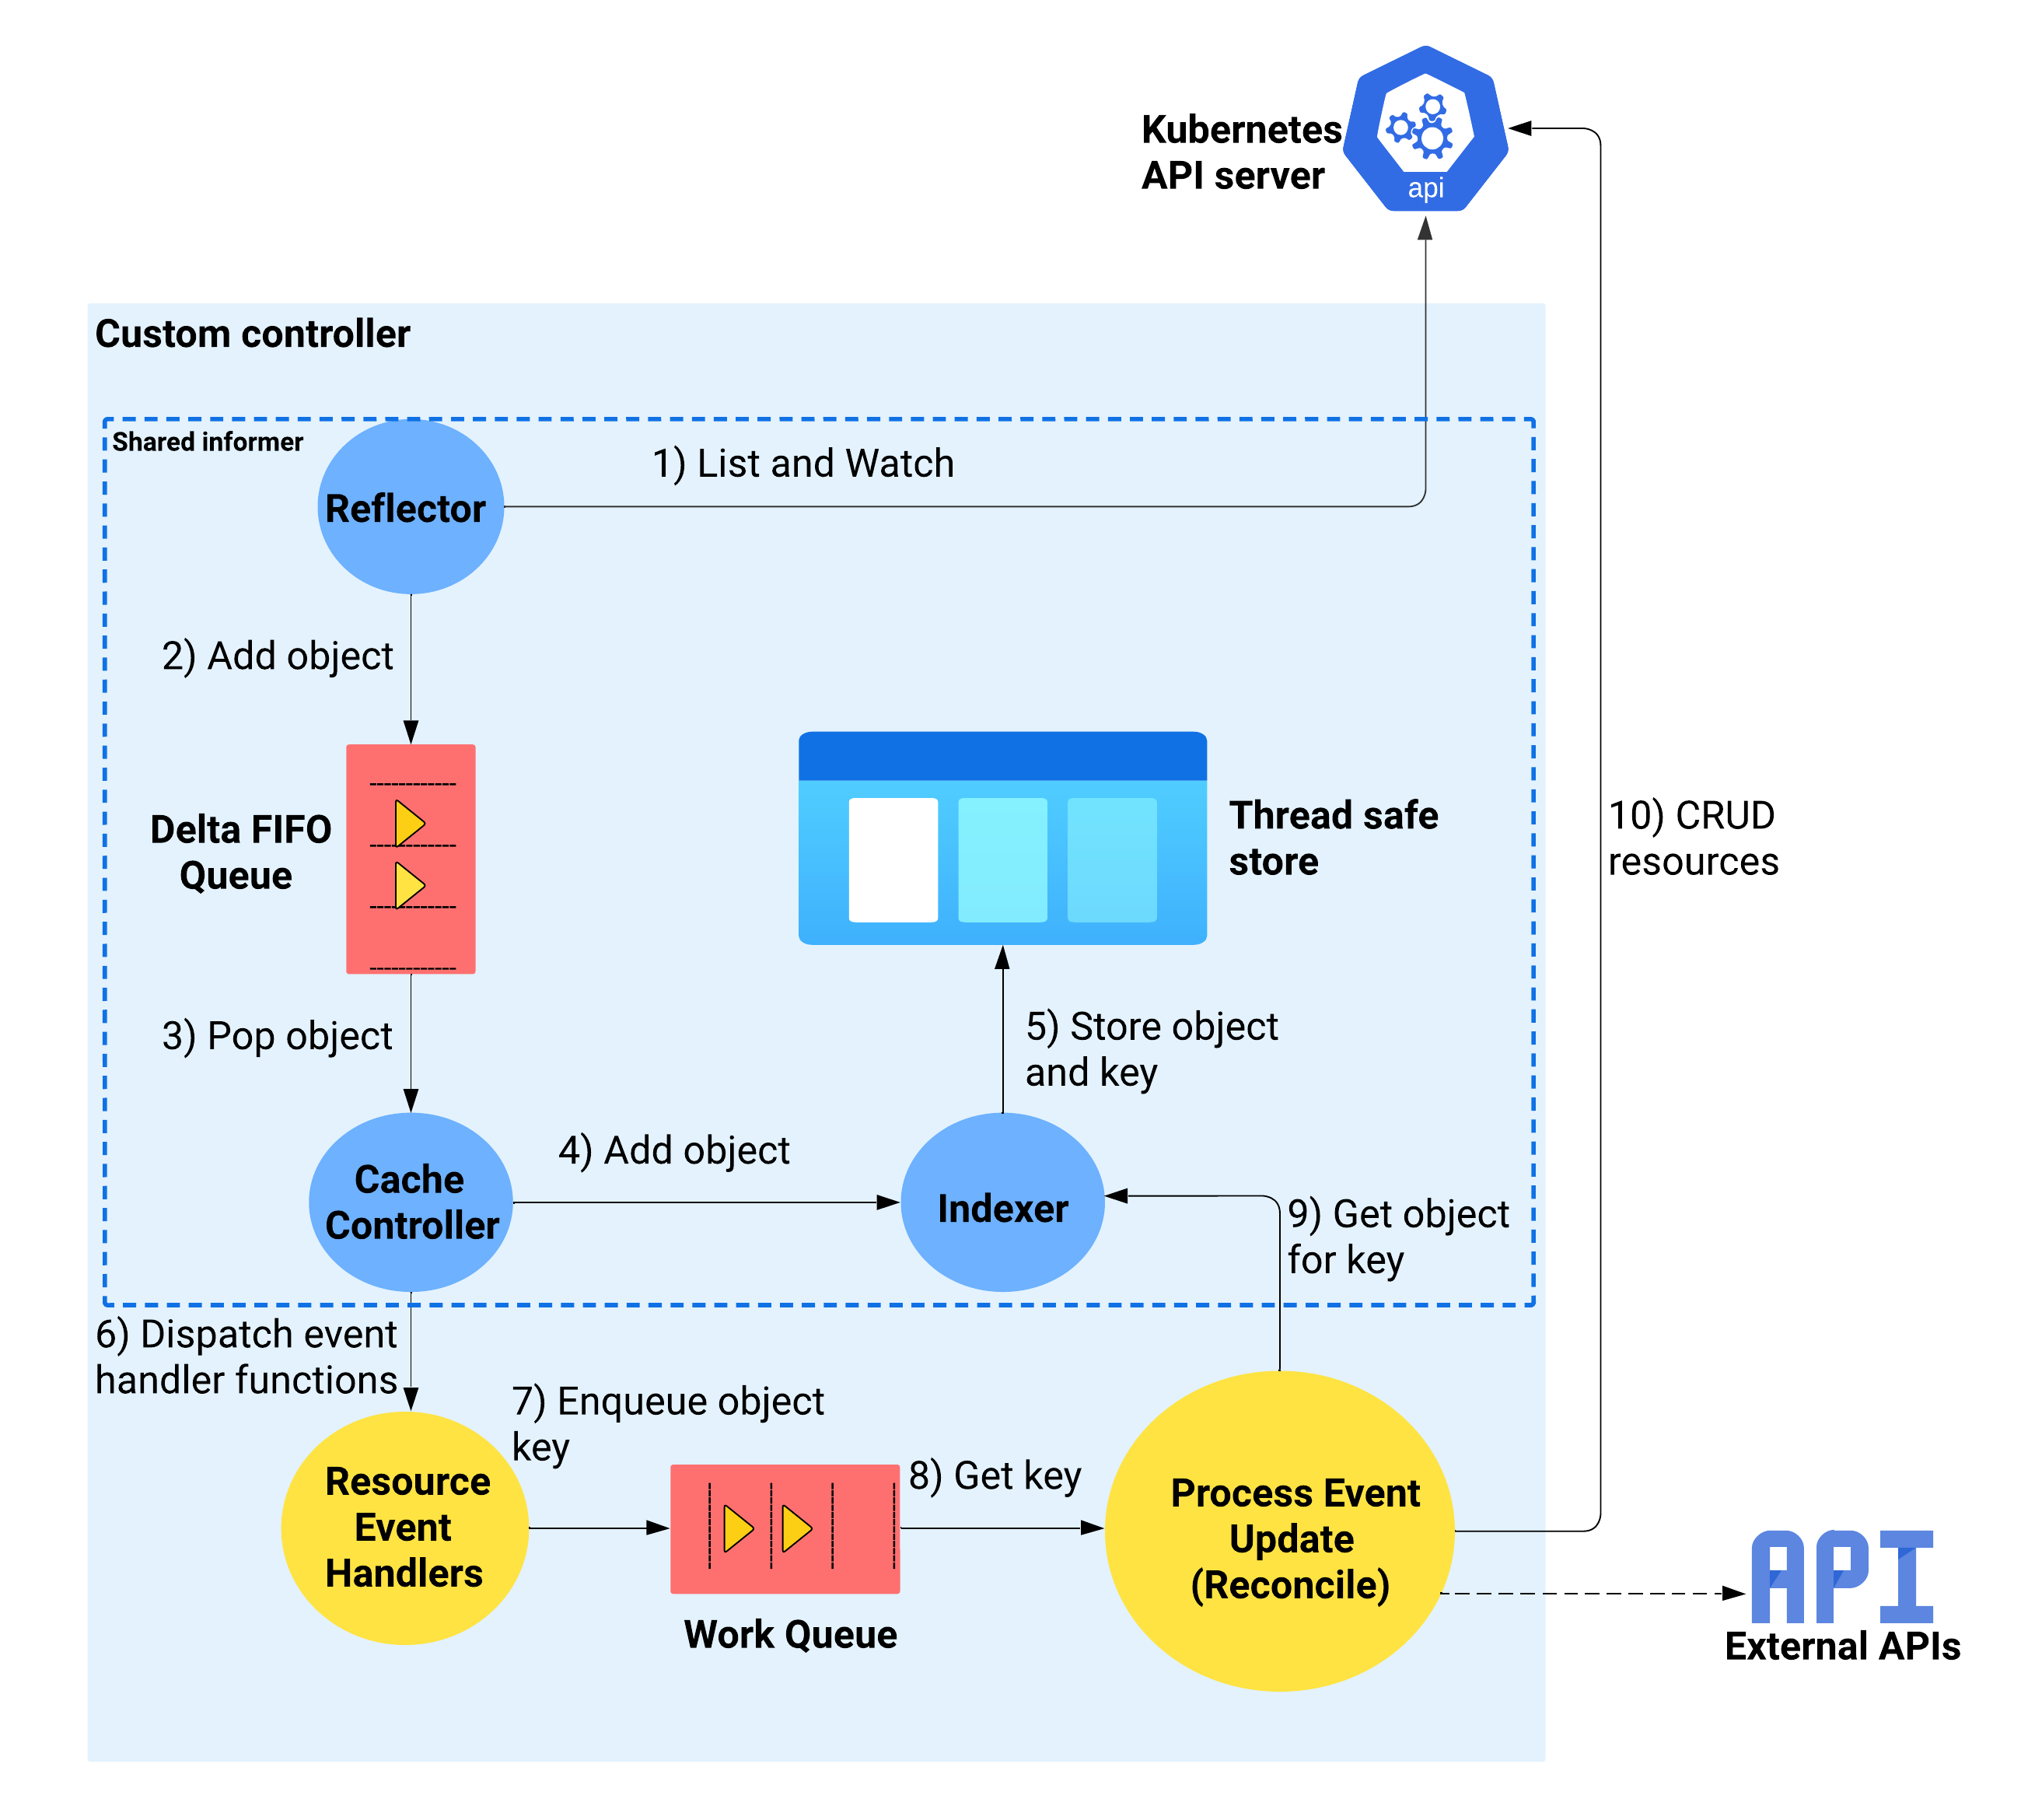 Kubernetes
API server
api
Custom controller
Shared informer
Reflector
1) List and Watch
2) Add object
Delta FIFO
Queue
Thread safe
store
10) CRUD
resources
3) Pop object
5) Store object
and key
4) Add object
Cache
Controller
Indexer
9) Get object
for key
6) Dispatch event
handler functions
7) Enqueue object
key
8) Get key
Resource
Event
Handlers
Process Event
Update
(Reconcile)
Work Queue
API
External APIs